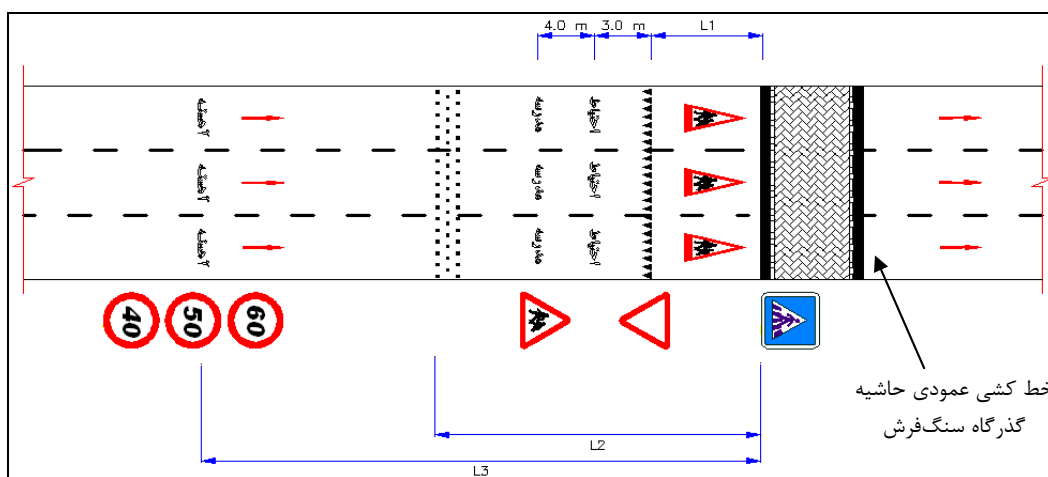 4.0 m 3.0 m L1
آهسته مدرسه احتیاط
آهسته مدرسه احتیاط
آهسته مدرسه احتیاط
40 50 60
خط کشی عمودی حاشیه
گذرگاه سنگ‌فرش
L2
L3